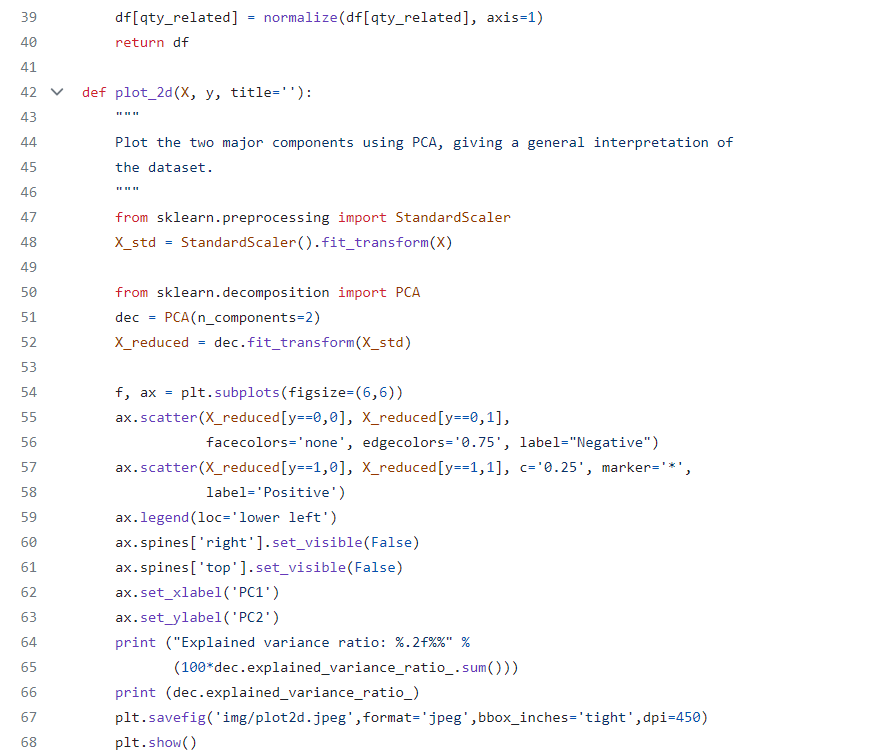 39 df[qty_related] = normalize(df[qty_related], axis=1)
40 return df
41
42 def plot_2d(X, y, title=''):
43 """
44 Plot the two major components using PCA, giving a general interpretation of
45 the dataset.
46 """
47 from sklearn.preprocessing import StandardScaler
48 X_std = StandardScaler().fit_transform(X)
49
50 from sklearn.decomposition import PCA
51 dec = PCA(n_components=2)
52 X_reduced = dec.fit_transform(X_std)
53
54 f, ax = plt.subplots(figsize=(6,6))
55 ax.scatter(X_reduced[y==0,0], X_reduced[y==0,1],
56 facecolors='none', edgecolors='0.75', label="Negative")
57 ax.scatter(X_reduced[y==1,0], X_reduced[y==1,1], c='0.25', marker='*',
58 label='Positive')
59 ax.legend(loc='lower left')
60 ax.spines['right'].set_visible(False)
61 ax.spines['top'].set_visible(False)
62 ax.set_xlabel('PC1')
63 ax.set_ylabel('PC2')
64 print ("Explained variance ratio: %.2f%%" %
65 (100*dec.explained_variance_ratio_.sum()))
66 print (dec.explained_variance_ratio_)
67 plt.savefig('img/plot2d.jpeg',format='jpeg',bbox_inches='tight',dpi=450)
68 plt.show()